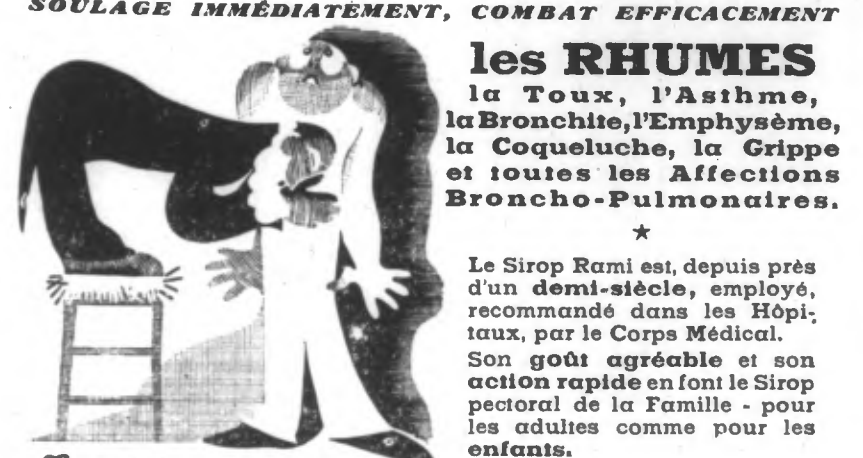 SOULAGE IMMÉDIATEMENT, COMBAT EFFICACEMENT
les RHUMES
la Toux, l'Asthme,
la Bronchite, l'Emphysème,
la Coqueluche, la Grippe
et toutes les Affections
Broncho-Pulmonaires.
Le Sirop Rami est, depuis près
d'un demi-siècle, employé,
recommandé dans les Hôpi-
taux, par le Corps Médical.
Son goût agréable et son
action rapide en font le Sirop
pectoral de la Famille - pour
les adultes comme pour les
enfants.